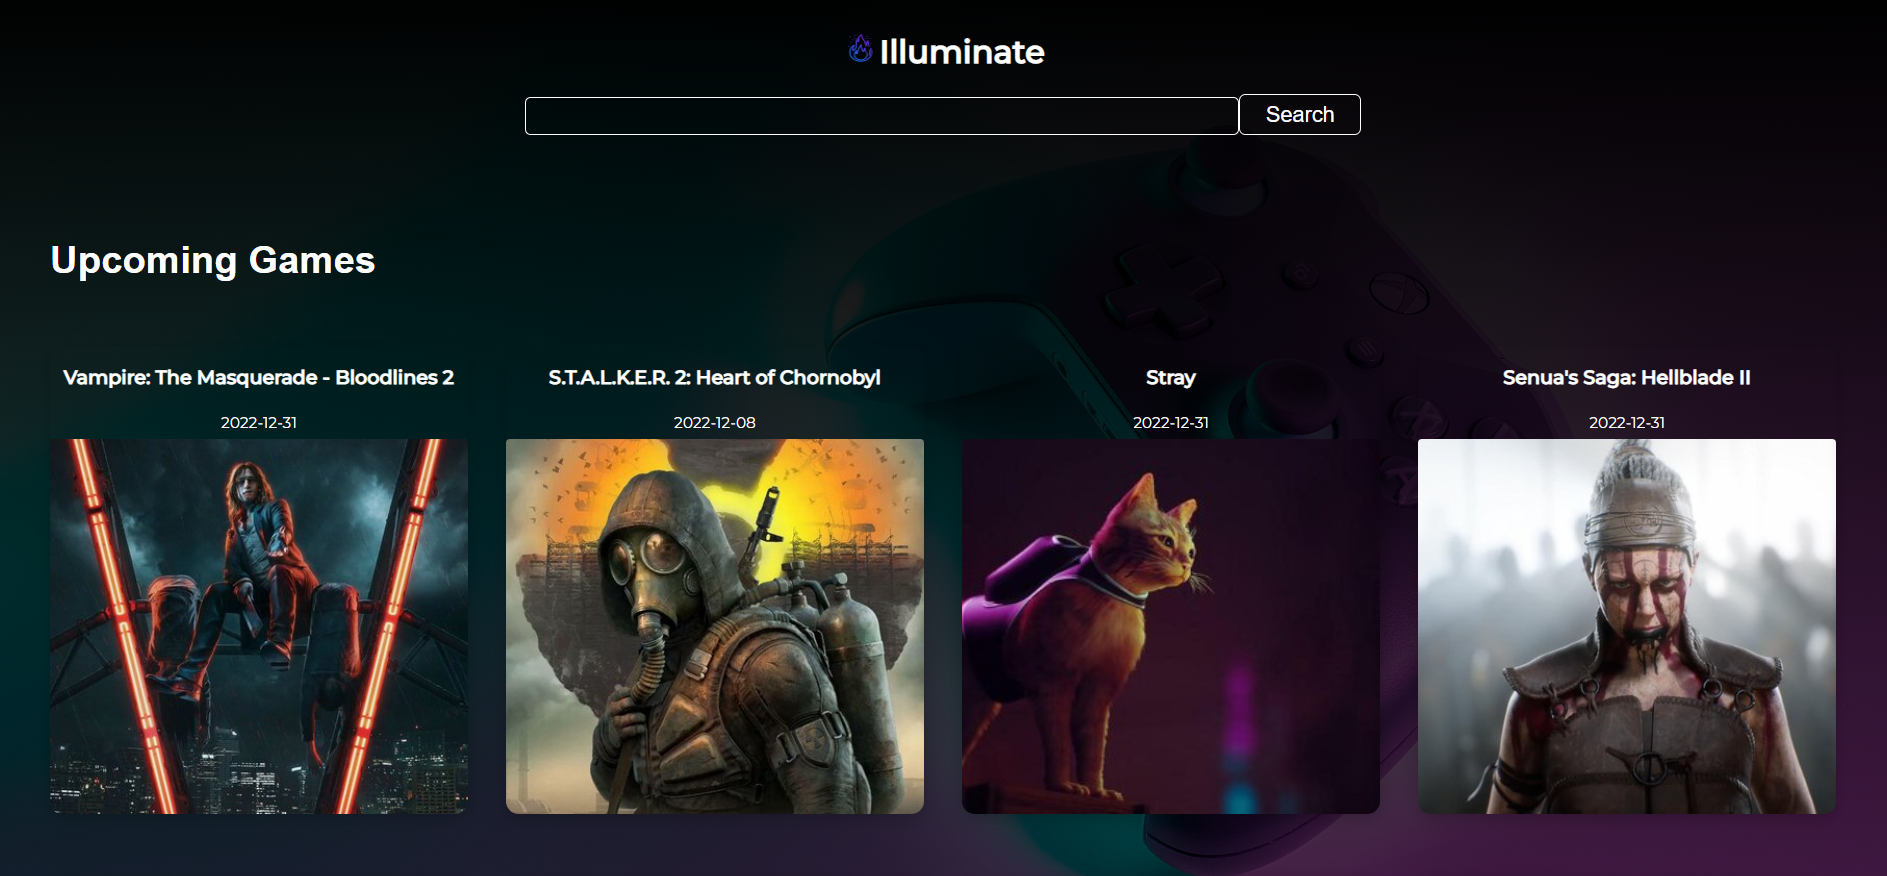 Illuminate
Search
Upcoming Games
Vampire: The Masquerade - Bloodlines 2
2022-12-31
S.T.A.L.K.E.R. 2: Heart of Chornobyl
2022-12-08
Stray
2022-12-31
Senua's Saga: Hellblade II
2022-12-31